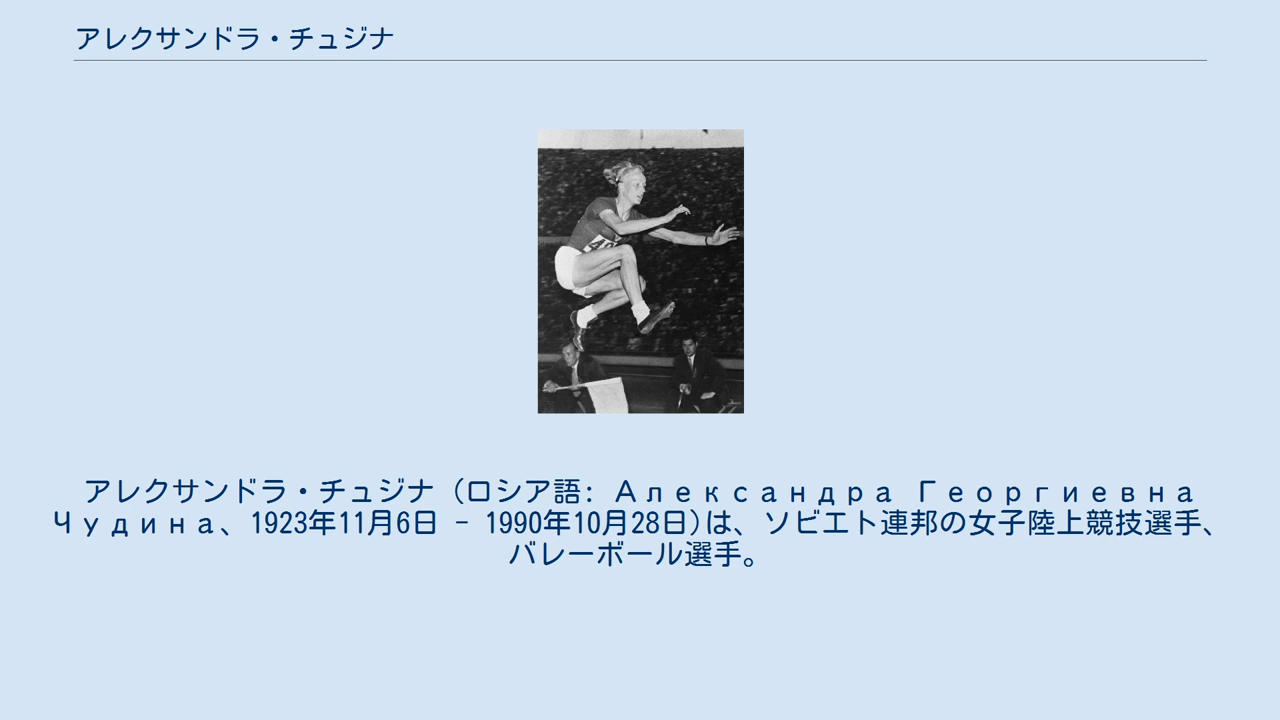 アレクサンドラ・チュジナ
アレクサンドラ・チュジナ（ロシア語: Александра Георгиевна
Чудина、1923年11月6日 - 1990年10月28日)は、ソビエト連邦の女子陸上競技選手、
バレーボール選手。